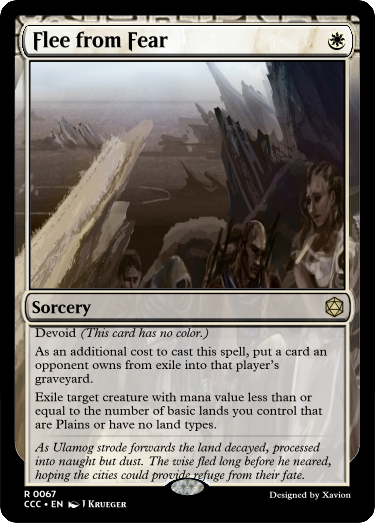 Flee from Fear
Sorcery
Devoid (This card has no color.)
As an additional cost to cast this spell, put a card an
opponent owns from exile into that player's
graveyard.
Exile target creature with mana value less than or
equal to the number of basic lands you control that
are Plains or have no land types.
As Ulamog strode forwards the land decayed, processed
into naught but dust. The wise fled long before he neared,
hoping the cities could provide refuge from their fate.
R 0067
CCC • EN J Krueger
Designed by Xavion